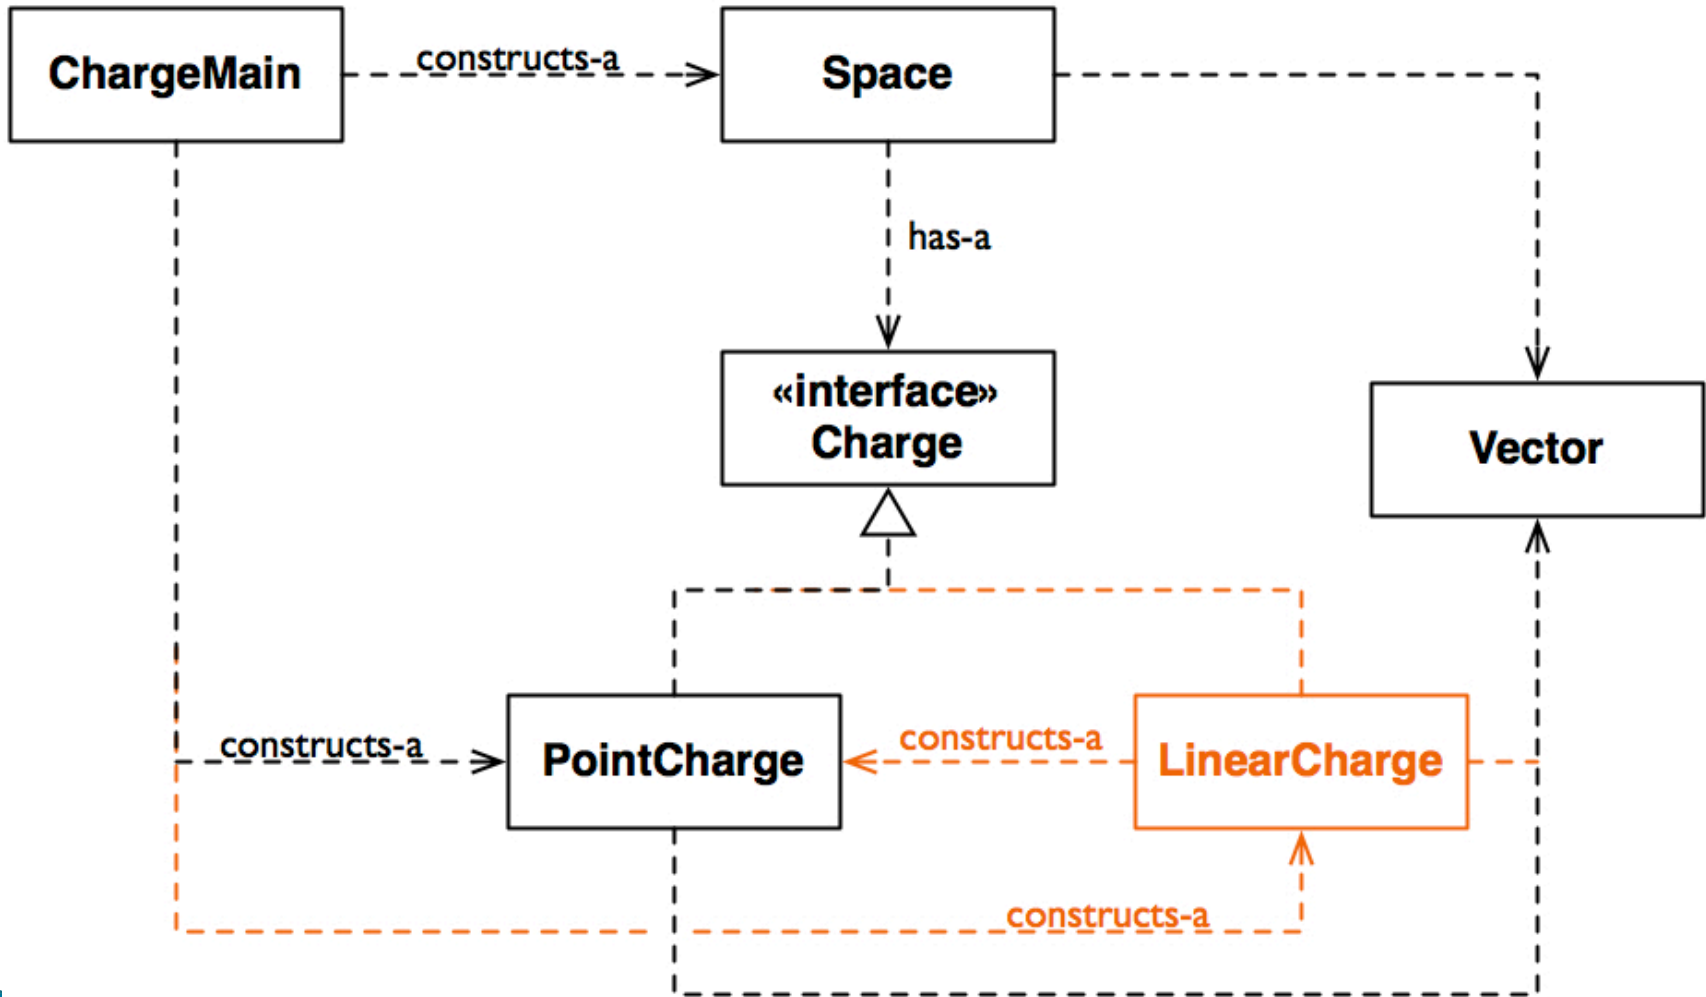 ChargeMain
constructs-a
Space
has-a
«interface»
Charge
Vector
constructs-a
PointCharge
constructs-a
LinearCharge
constructs-a